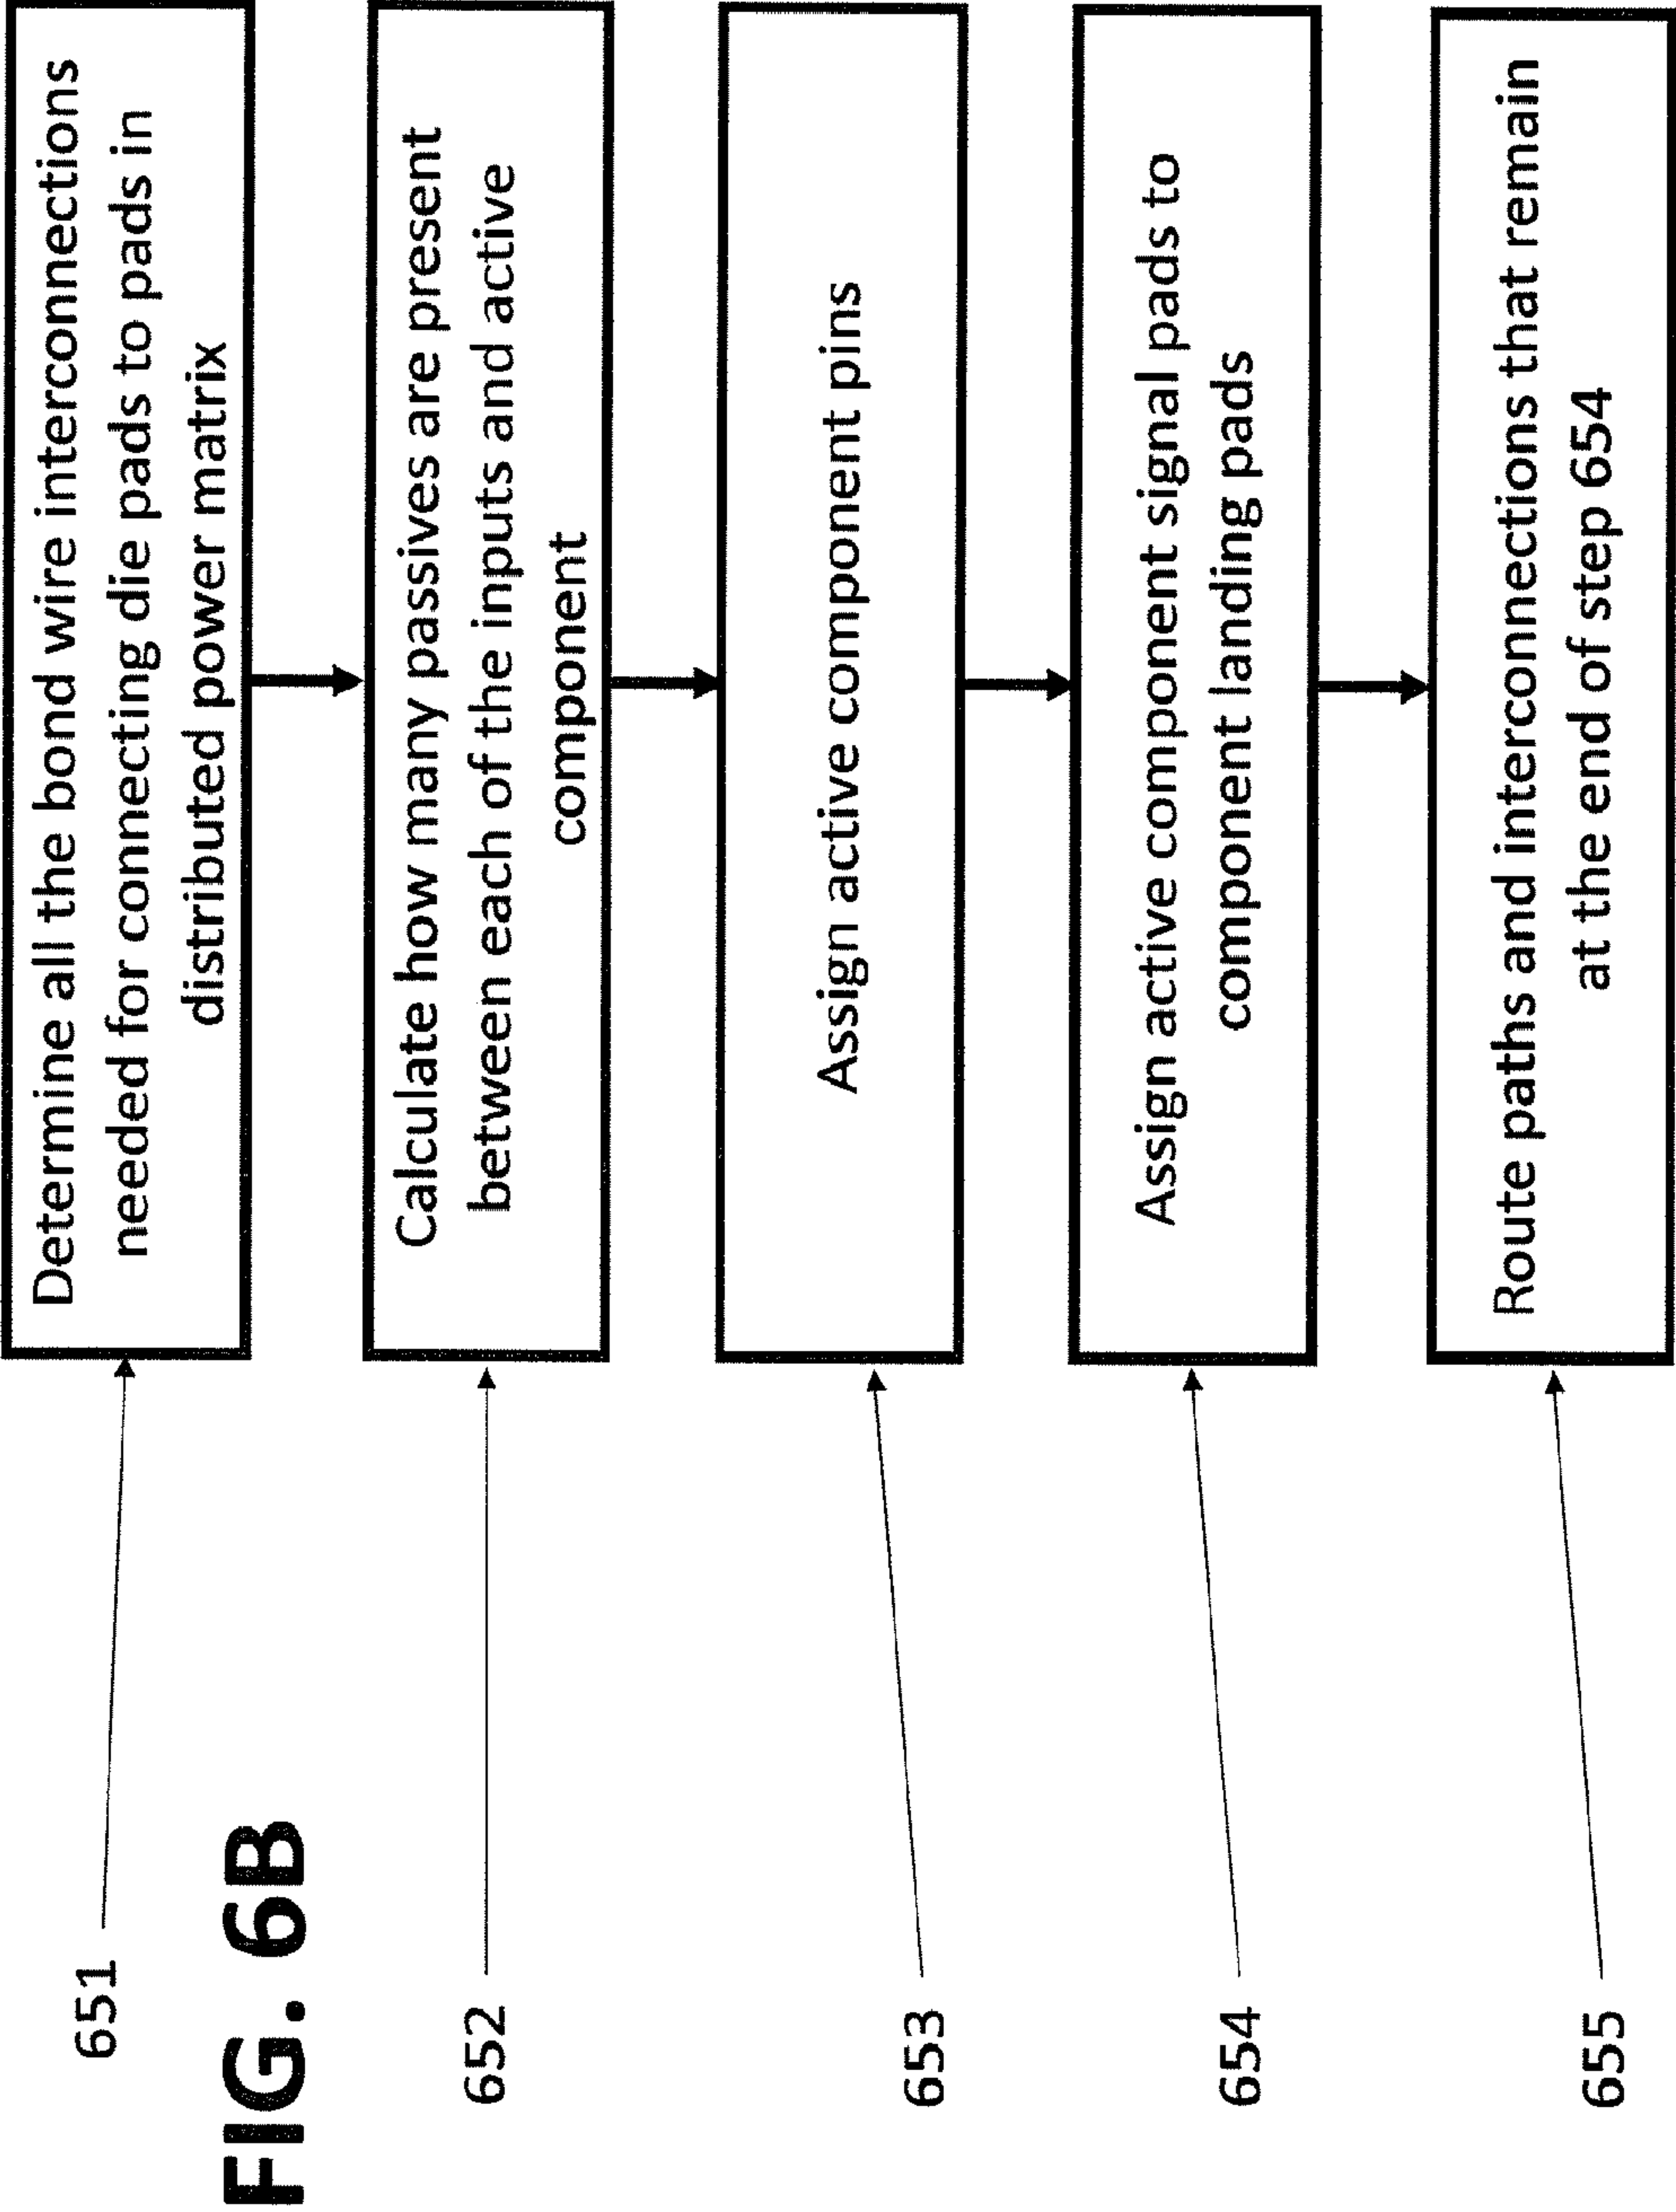 651
Determine all the bond wire interconnections
needed for connecting die pads to pads in
distributed power matrix
FIG. 6B
652
Calculate how many passives are present
between each of the inputs and active
component
653
Assign active component pins
654
Assign active component signal pads to
component landing pads
655
Route paths and interconnections that remain
at the end of step 654